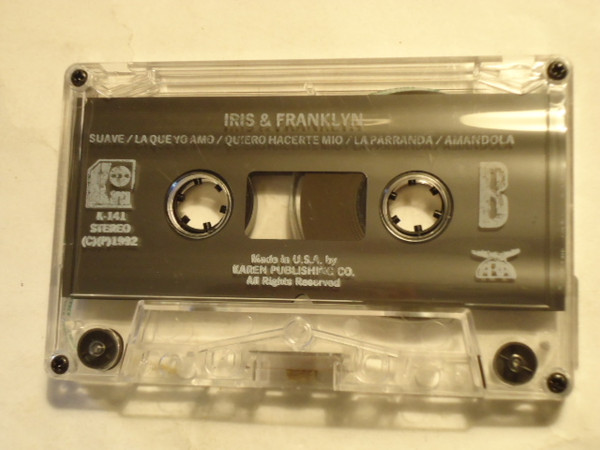 IRIS & FRANKLYN
SUAVE / LA QUE YO AMO / QUIERO HACERTE MIO / LA PARRANDA / AMANDOLA
K-141
STEREO
(C)(P)1992
B
Made in U.S.A. by
KAREN PUBLISHING CO.
All Rights Reserved